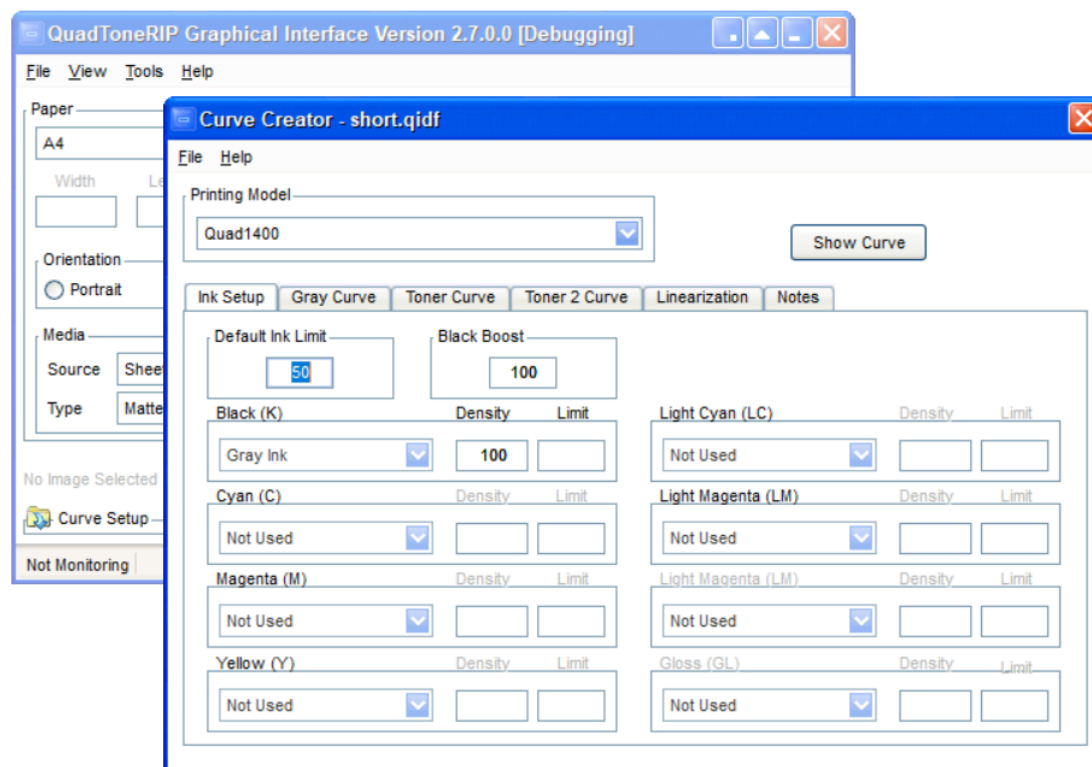 QuadToneRIP Graphical Interface Version 2.7.0.0 [Debugging]
File View Tools Help
Paper
A4
Width
Orientation
Portrait
Media
Source
Type Matte
No Image Selected
Curve Setup
Not Monitoring
Curve Creator - short.qidf
File Help
Printing Model
Quad1400
Show Curve
Ink Setup Gray Curve Toner Curve Toner 2 Curve Linearization Notes
Default Ink Limit Black Boost
50 100
Black (K) Density Limit Light Cyan (LC) Density Limit
Gray Ink 100 Not Used
Cyan (C) Density Limit Light Magenta (LM) Density Limit
Not Used Not Used
Magenta (M) Density Limit Light Magenta (LM) Density Limit
Not Used Not Used
Yellow (Y) Density Limit Gloss (GL) Density Limit
Not Used Not Used